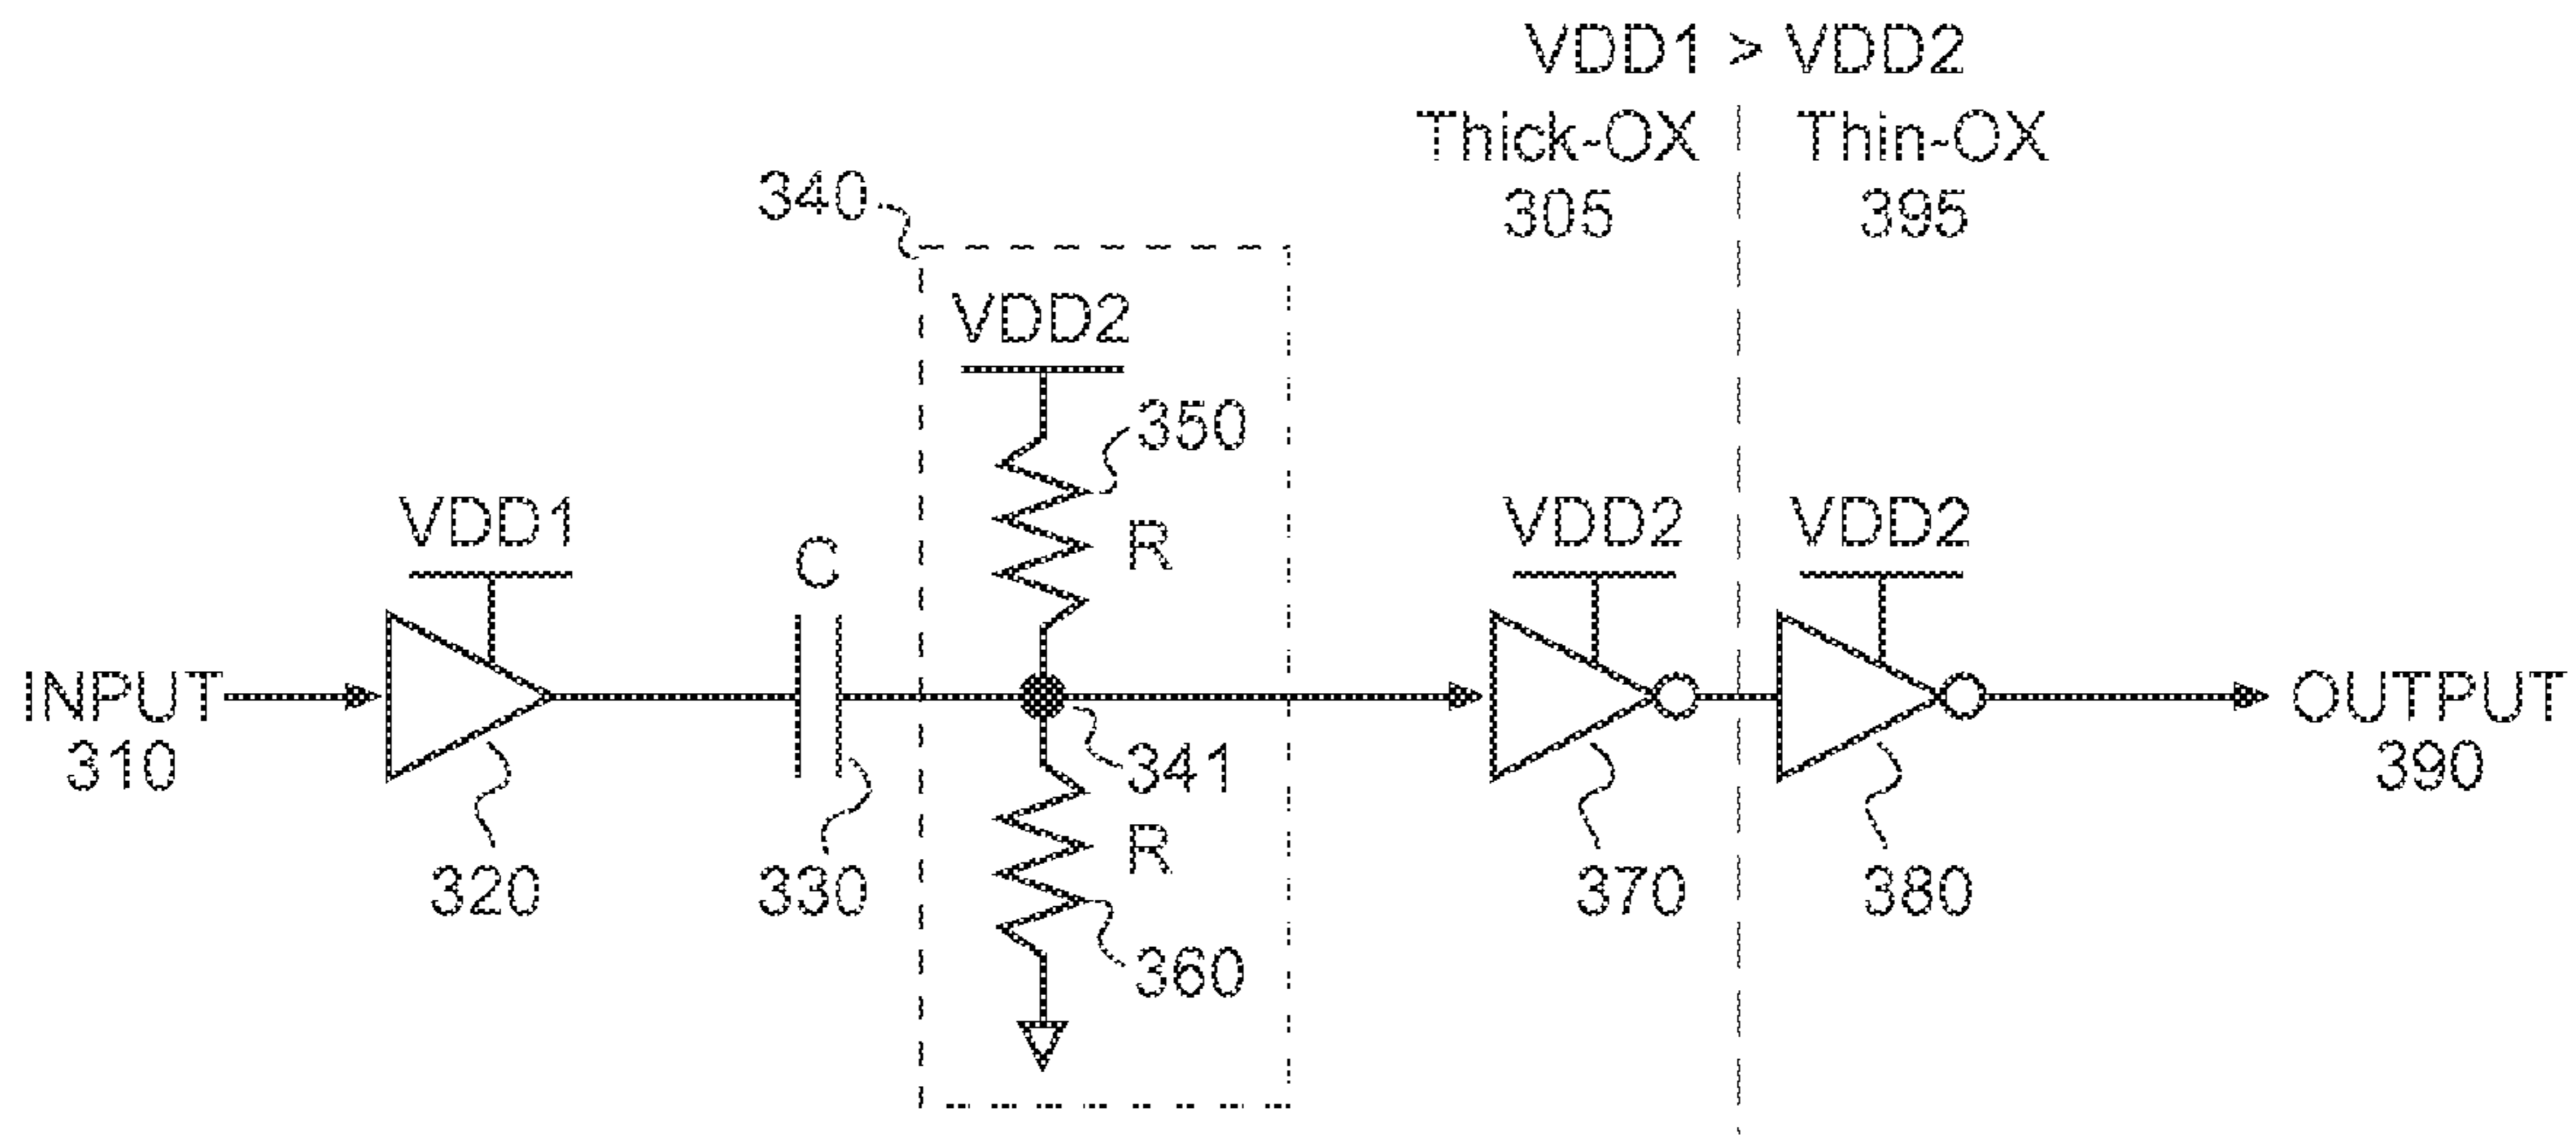 VDD1 > VDD2
Thick-OX Thin-OX
305 395
340
VDD2
350
R
VDD1
C
VDD2
VDD2
INPUT
310
341
OUTPUT
390
R
320
330
370
380
360